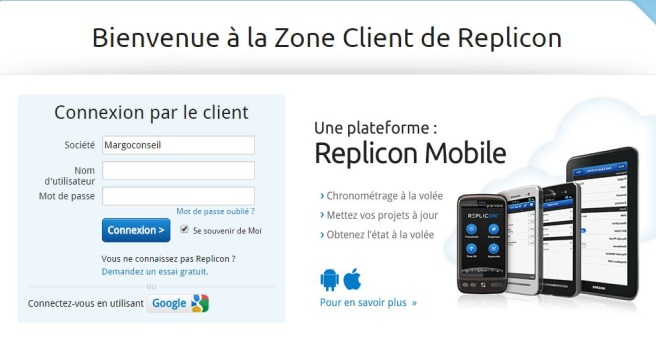 Bienvenue à la Zone Client de Replicon
Connexion par le client
Société Margoconseil
Nom
d'utilisateur
Mot de passe
Mot de passe oublié ?
Connexion > Se souvenir de Moi
Vous ne connaissez pas Replicon ?
Demandez un essai gratuit.
ou
Connectez-vous en utilisant Google
Une plateforme :
Replicon Mobile
› Chronométrage à la volée
› Mettez vos projets à jour
› Obtenez l'état à la volée
Pour en savoir plus »
REPLICON
SAMSUNG